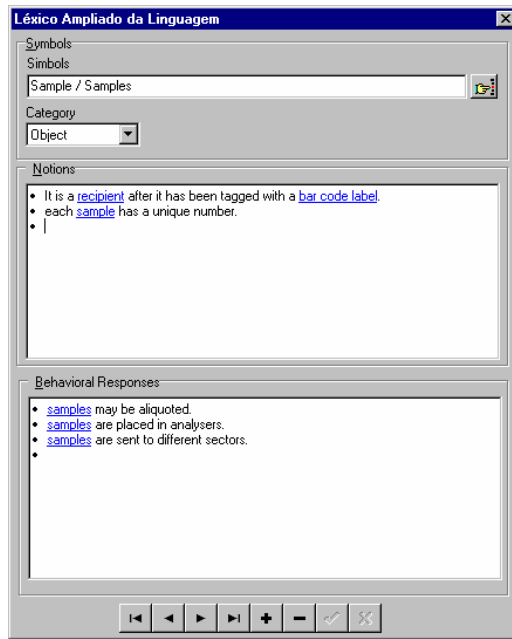 Léxico Ampliado da Linguagem
Symbols
Simbols
Sample / Samples
Category
Object
Notions
• It is a recipient after it has been tagged with a bar code label.
• each sample has a unique number.
•
Behavioral Responses
• samples may be aliquoted.
• samples are placed in analysers.
• samples are sent to different sectors.
•